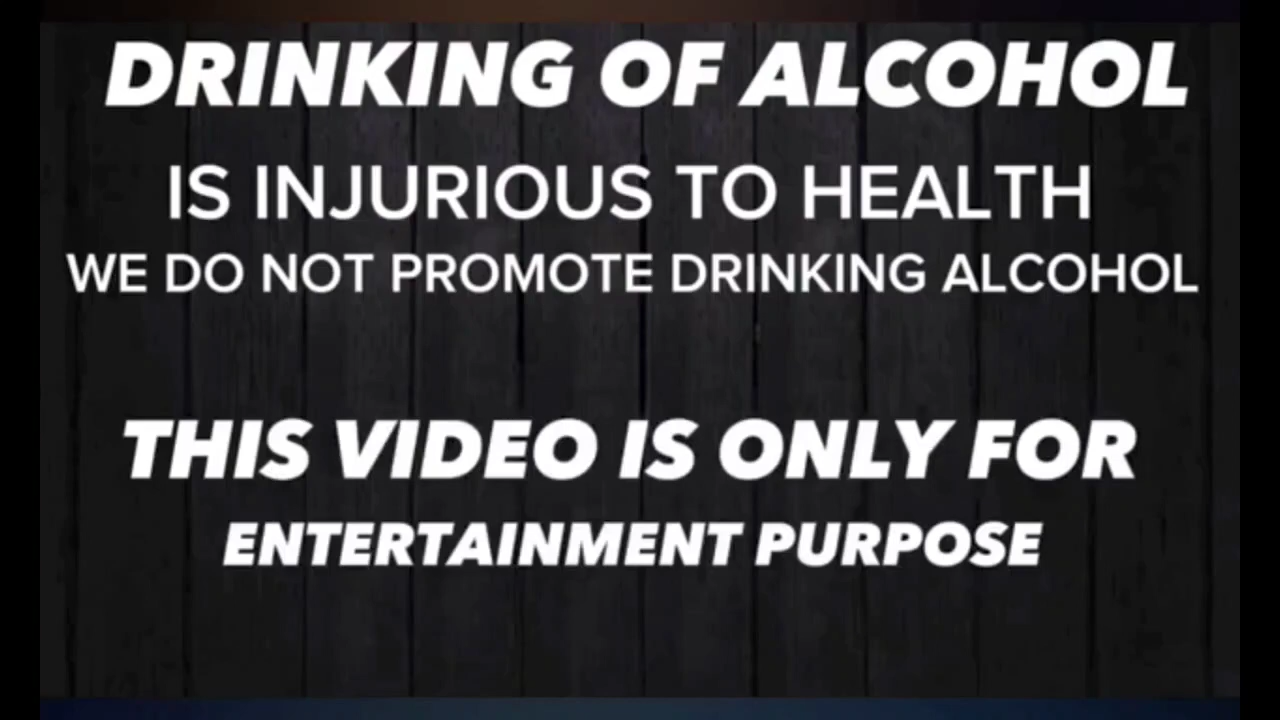 DRINKING OF ALCOHOL
IS INJURIOUS TO HEALTH
WE DO NOT PROMOTE DRINKING ALCOHOL
THIS VIDEO IS ONLY FOR
ENTERTAINMENT PURPOSE